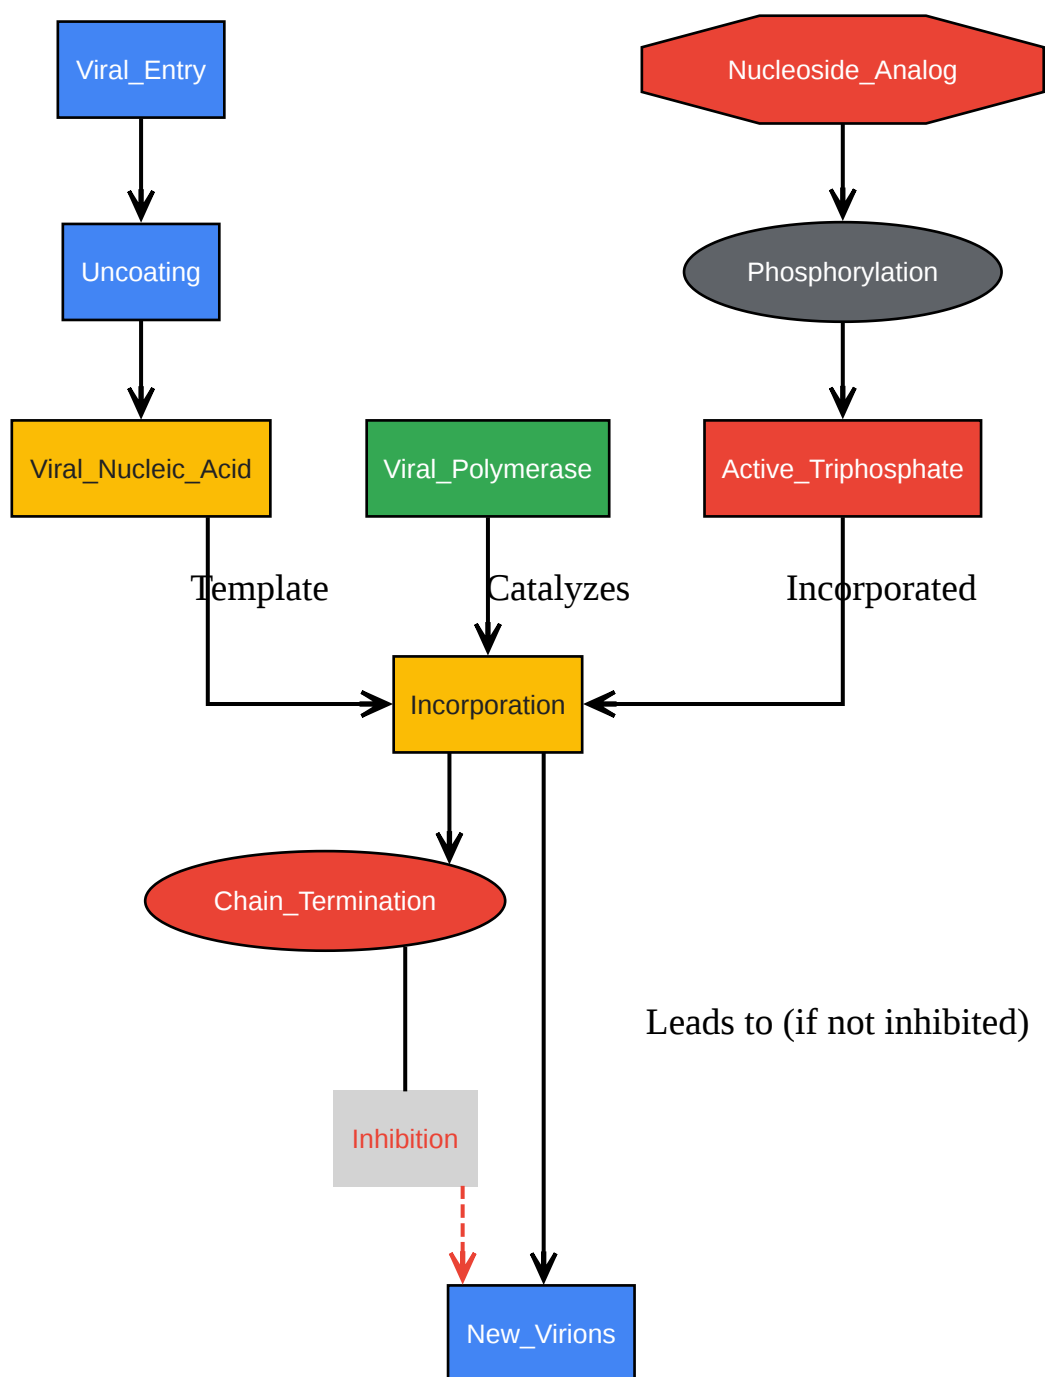 Viral_Entry
Nucleoside_Analog
Uncoating
Phosphorylation
Viral_Nucleic_Acid
Viral_Polymerase
Active_Triphosphate
Template
Catalyzes
Incorporated
Incorporation
Chain_Termination
Leads to (if not inhibited)
Inhibition
New_Virions